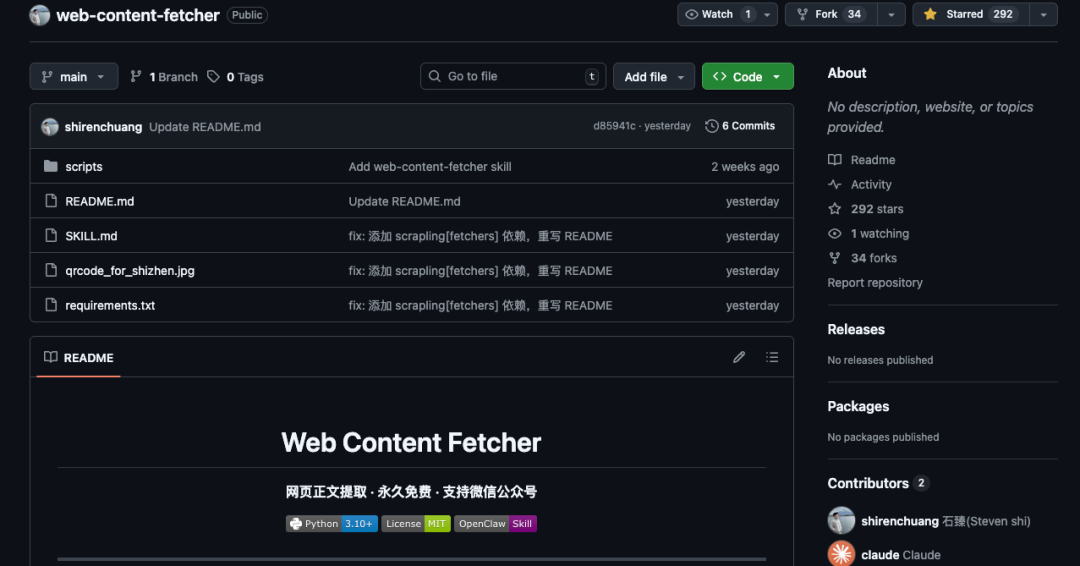 web-content-fetcher Public Watch 1 Fork 34 Starred 292
main 1 Branch 0 Tags Go to file t Add file Code
shirenchuang Update README.md d85941c · yesterday 6 Commits
scripts Add web-content-fetcher skill 2 weeks ago
README.md Update README.md yesterday
SKILL.md fix: 添加 scrapling[fetchers] 依赖，重写 README yesterday
qrcode_for_shizhen.jpg fix: 添加 scrapling[fetchers] 依赖，重写 README yesterday
requirements.txt fix: 添加 scrapling[fetchers] 依赖，重写 README yesterday
README
Web Content Fetcher
网页正文提取 · 永久免费 · 支持微信公众号
Python 3.10+ License MIT OpenClaw Skill
About
No description, website, or topics
provided.
Readme
Activity
292 stars
1 watching
34 forks
Report repository
Releases
No releases published
Packages
No packages published
Contributors 2
shirenchuang 石臻(Steven shi)
claude Claude